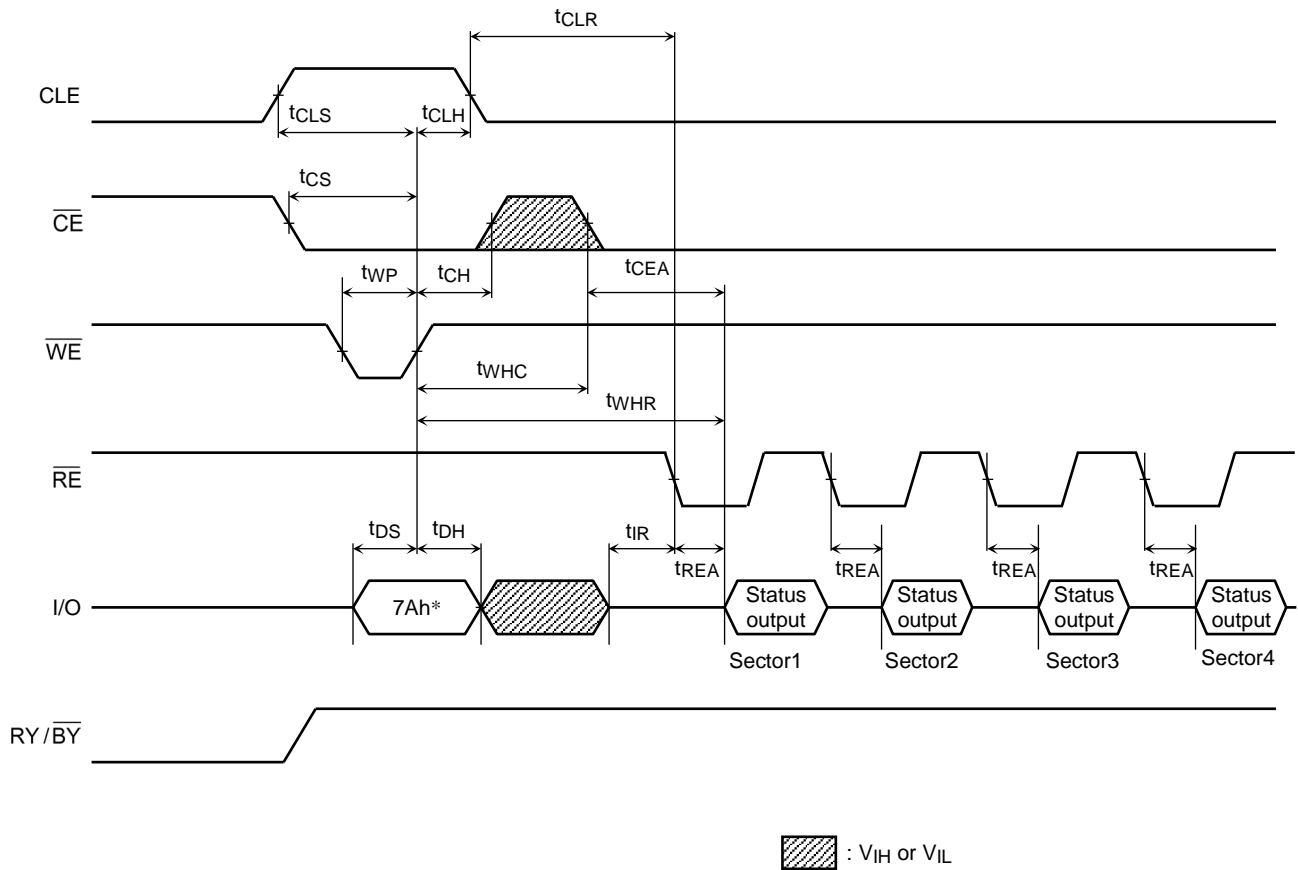 tCLR
CLE
tCLS tCLH
tCS
CE
tWP tCH tCEA
WE
tWHC
tWHR
RE
tDS tDH tIR
tREA tREA tREA tREA
I/O 7Ah* Status output Status output Status output Status output
Sector1 Sector2 Sector3 Sector4
RY/BY
: VIH or VIL